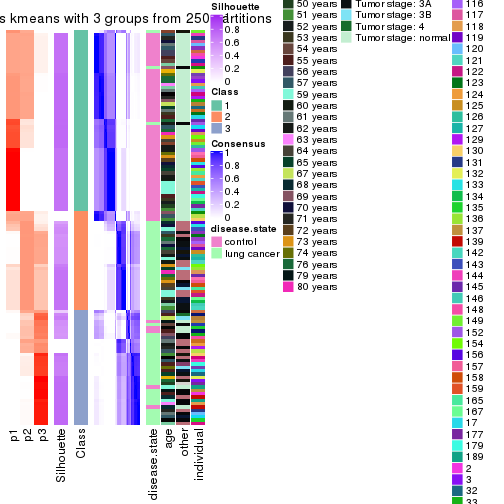 s kmeans with 3 groups from 250 partitions
Silhouette
1
0.8
0.6
0.4
0.2
0
Class
1
2
3
Consensus
1
0.8
0.6
0.4
0.2
0
disease.state
control
lung cancer
50 years
51 years
52 years
53 years
54 years
55 years
56 years
57 years
59 years
60 years
61 years
62 years
63 years
64 years
65 years
67 years
68 years
69 years
70 years
71 years
72 years
73 years
74 years
76 years
79 years
80 years
Tumor stage: 3A
Tumor stage: 3B
Tumor stage: 4
Tumor stage: normal
116
117
118
119
120
121
122
123
124
125
126
127
129
130
131
132
133
134
135
136
137
139
142
143
144
145
146
148
149
152
154
156
157
158
159
165
167
17
177
179
189
2
3
32
33
p1
p2
p3
Silhouette
Class
disease.state
age
other
individual